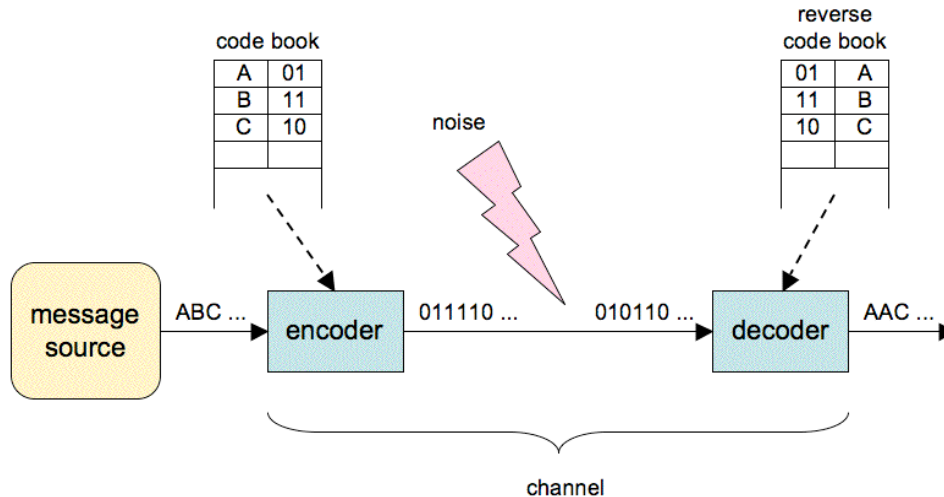 code book
A 01
B 11
C 10
reverse
code book
01 A
11 B
10 C
noise
message
source
ABC ...
encoder
011110 ...
010110 ...
decoder
AAC ...
channel